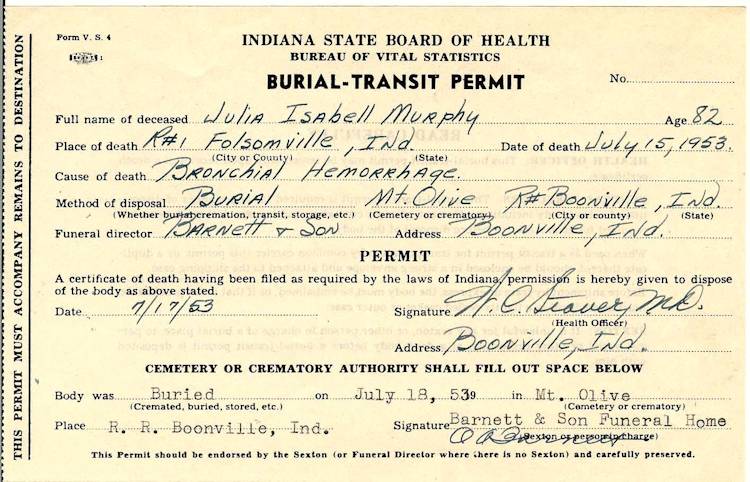 Form V. S. 4
INDIANA STATE BOARD OF HEALTH
BUREAU OF VITAL STATISTICS
BURIAL-TRANSIT PERMIT
No.
Full name of deceased Julia Isabell Murphy Age 82
Place of death R#1 Folsomville, Ind. Date of death July 15, 1953.
(City or County) (State)
Cause of death Bronchial Hemorrhage.
Method of disposal Burial Mt. Olive R# Boonville, Ind.
(Whether burial cremation, transit, storage, etc.) (Cemetery or crematory) (City or county) (State)
Funeral director Barnett & Son Address Boonville, Ind.
PERMIT
A certificate of death having been filed as required by the laws of Indiana, permission is hereby given to dispose
of the body as above stated.
Date 7/17/53 Signature
(Health Officer)
Address Boonville, Ind.
CEMETERY OR CREMATORY AUTHORITY SHALL FILL OUT SPACE BELOW
Body was Buried on July 18, 539 in Mt. Olive
(Cremated, buried, stored, etc.) (Cemetery or crematory)
Place R. R. Boonville, Ind. Signature Barnett & Son Funeral Home
(Sexton or person in charge)
This Permit should be endorsed by the Sexton (or Funeral Director where there is no Sexton) and carefully preserved.
THIS PERMIT MUST ACCOMPANY REMAINS TO DESTINATION